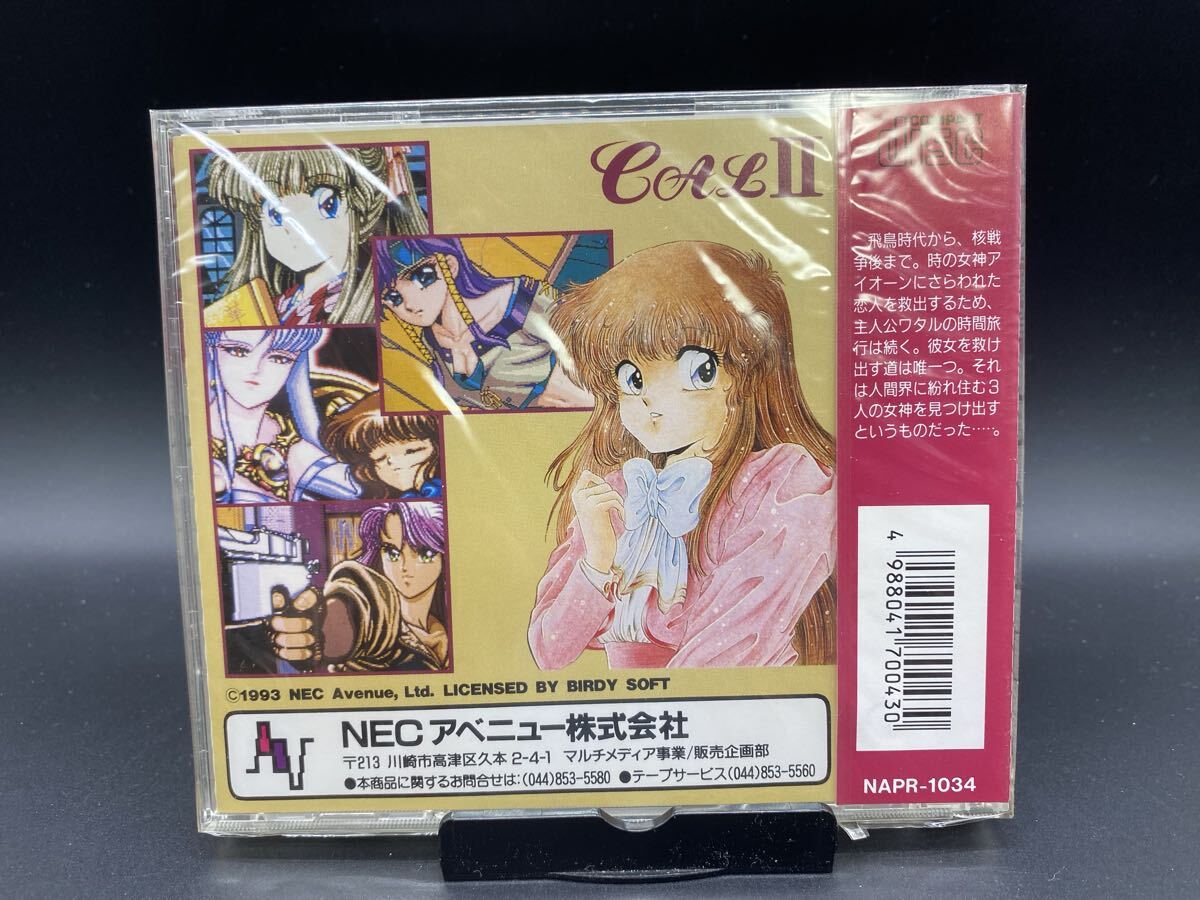 CAL II
©1993 NEC Avenue, Ltd. LICENSED BY BIRDY SOFT
NECアベニュー株式会社
〒213 川崎市高津区久本2-4-1 マルチメディア事業/販売企画部
●本商品に関するお問合せは:(044)853-5580 ●テープサービス(044)853-5560
COMPACT
disc
飛鳥時代から、核戦
争後まで。時の女神ア
イオーンにさらわれた
恋人を救出するため、
主人公ワタルの時間旅
行は続く。彼女を救け
出す道は唯一つ。それ
は人間界に紛れ住む3
人の女神を見つけ出す
というものだった……。
4 988041 700430
NAPR-1034